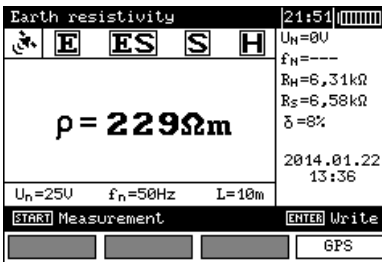 Earth resistivity 21:51
E ES S H
UN=0V
fN=---
RH=6,31kΩ
RS=6,58kΩ
δ=8%
ρ= 229Ωm
2014.01.22
13:36
Un=25V fn=50Hz L=10m
START Measurement ENTER Write
GPS